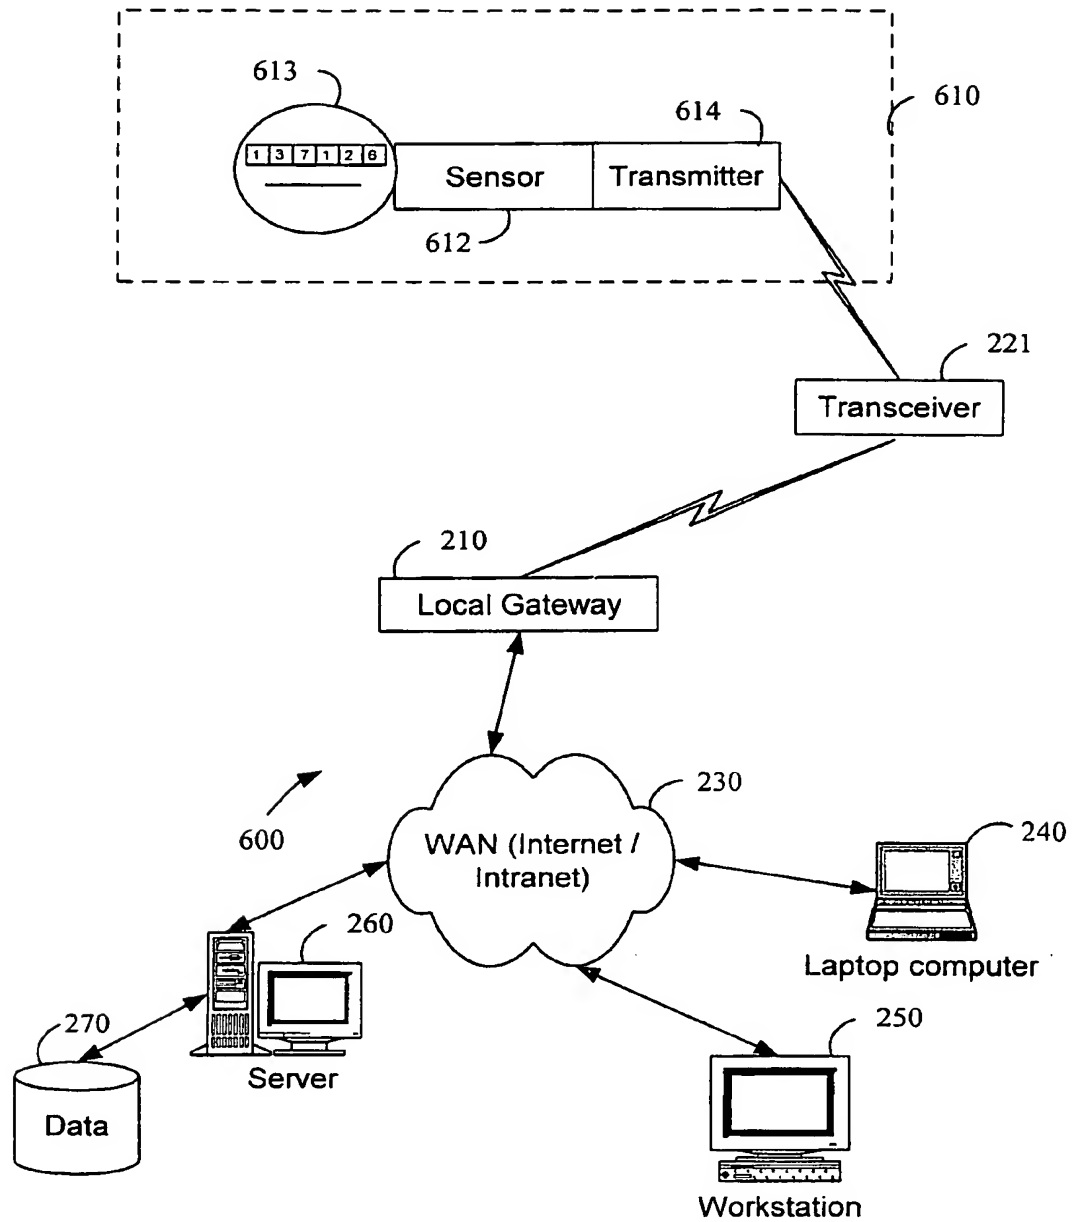 613
614
610
1 3 7 1 2 6
Sensor
Transmitter
612
221
Transceiver
210
Local Gateway
230
600
WAN (Internet /
Intranet)
240
260
Laptop computer
270
250
Server
Data
Workstation